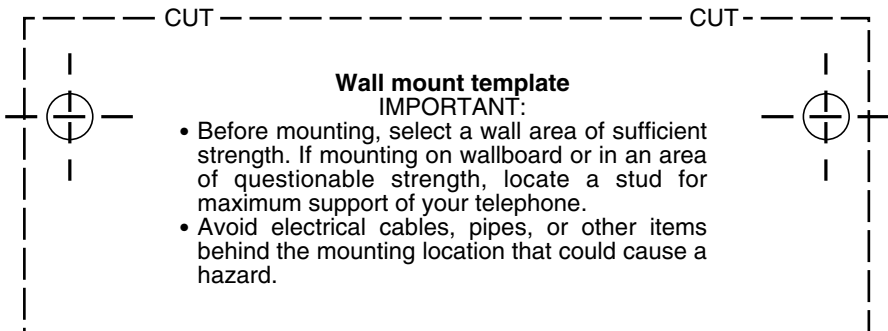 CUT CUT
Wall mount template
IMPORTANT:
• Before mounting, select a wall area of sufficient
strength. If mounting on wallboard or in an area
of questionable strength, locate a stud for
maximum support of your telephone.
• Avoid electrical cables, pipes, or other items
behind the mounting location that could cause a
hazard.